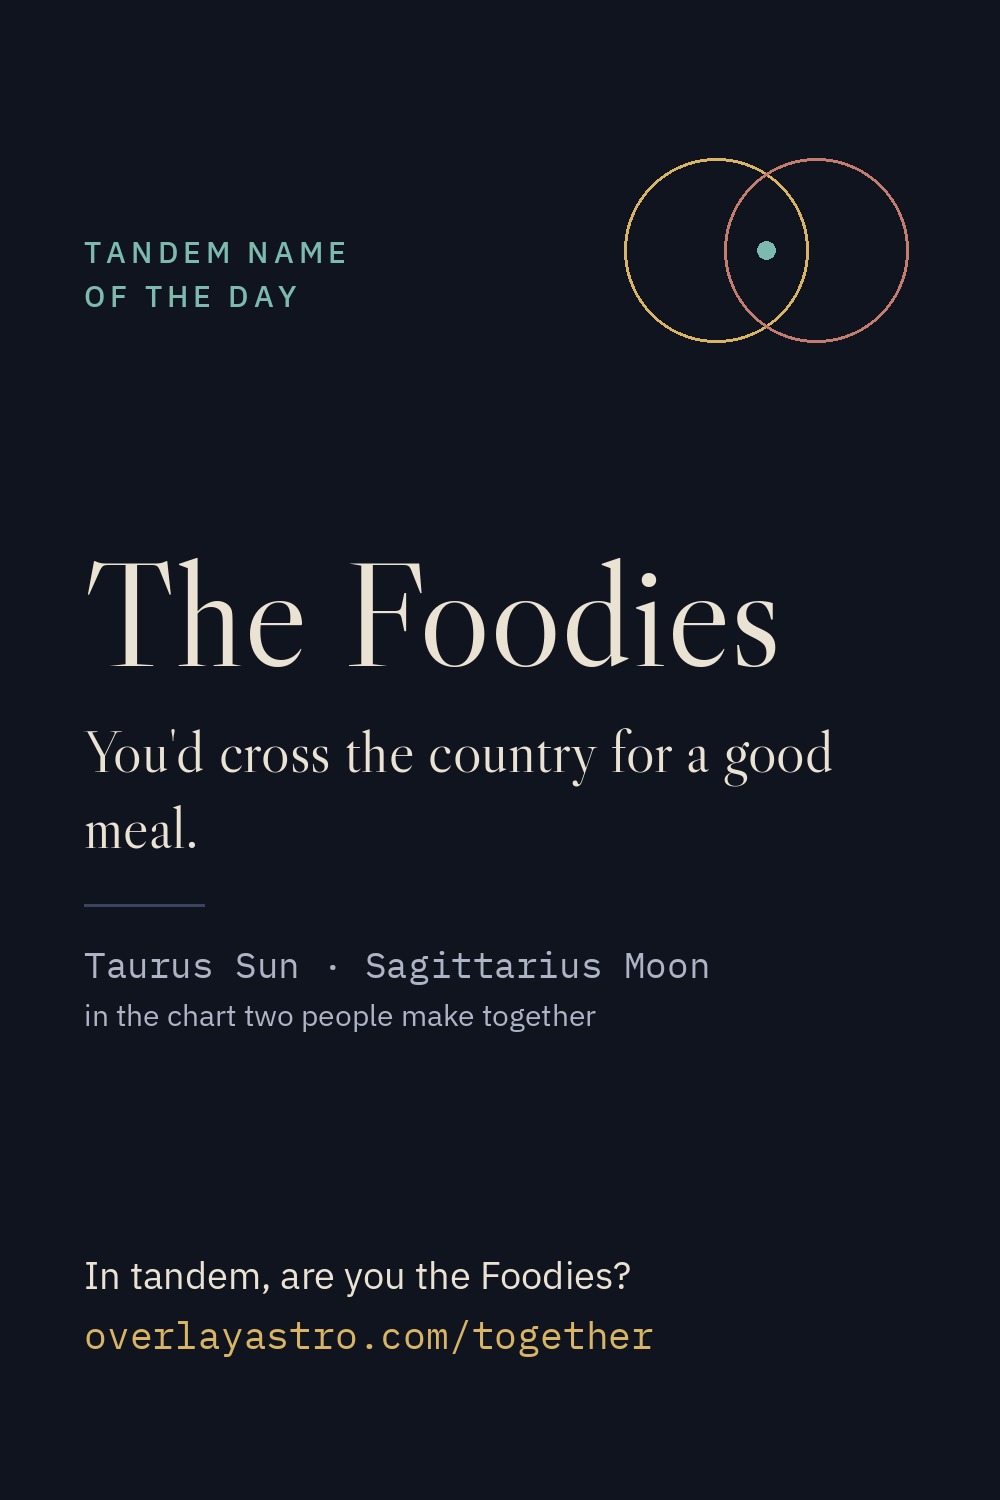 TANDEM NAME
OF THE DAY
The Foodies
You'd cross the country for a good
meal.
Taurus Sun · Sagittarius Moon
in the chart two people make together
In tandem, are you the Foodies?
overlayastro.com/together